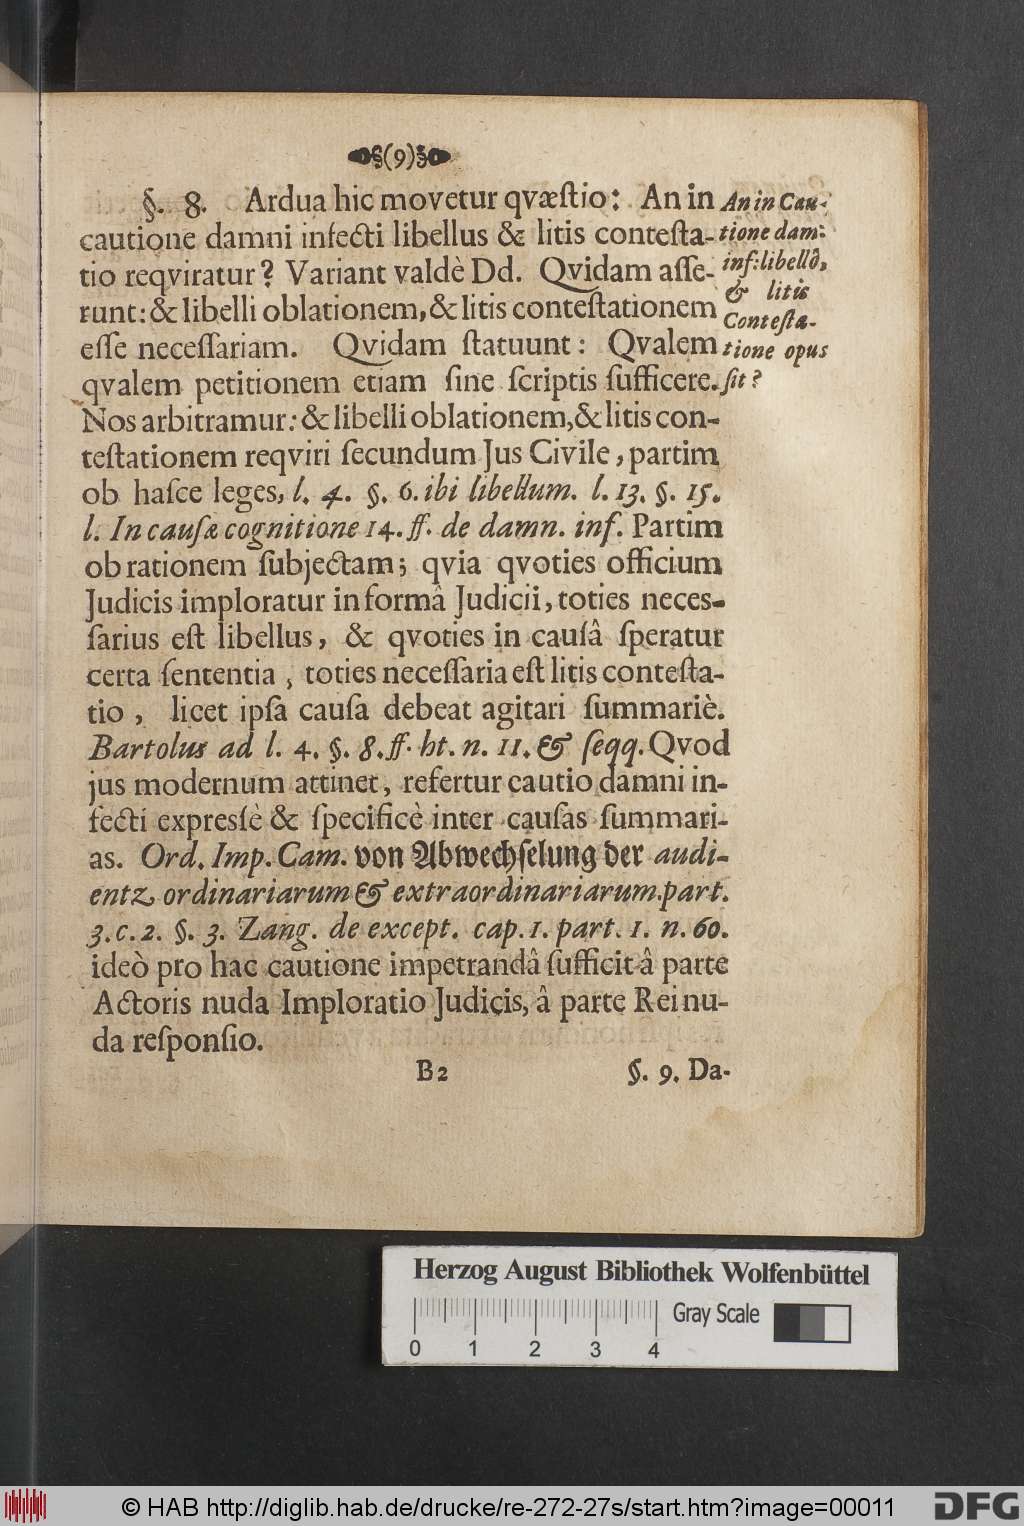 §(9)§
§. 8. Ardua hic movetur qvæſtio: An in
cautione damni infecti libellus & litis conteſta-
tio reqviratur? Variant valdè Dd. Qvidam aſſe-
runt: & libelli oblationem, & litis conteſtationem
eſſe neceſſariam. Qvidam ſtatuunt: Qvalem
qvalem petitionem etiam ſine ſcriptis ſufficere.
Nos arbitramur: & libelli oblationem, & litis con-
teſtationem reqviri ſecundum Jus Civile, partim
ob haſce leges, l. 4. §. 6. ibi libellum. l. 13. §. 15.
l. In cauſæ cognitione 14. ff. de damn. inf. Partim
ob rationem ſubjectam; qvia qvoties officium
Judicis imploratur in formâ Judicii, toties neces-
ſarius eſt libellus, & qvoties in cauſâ ſperatur
certa ſententia, toties neceſſaria eſt litis conteſta-
tio, licet ipſa cauſa debeat agitari ſummariè.
Bartolus ad l. 4. §. 8. ff. ht. n. 11. & ſeqq. Qvod
jus modernum attinet, refertur cautio damni in-
fecti expresſè & ſpecificè inter cauſas ſummari-
as. Ord. Imp. Cam. von Abwechſelung der audi-
entz ordinariarum & extraordinariarum. part.
3. c. 2. §. 3. Zang. de except. cap. 1. part. 1. n. 60.
ideò pro hac cautione impetrandâ ſufficit â parte
Actoris nuda Imploratio Judicis, â parte Rei nu-
da reſponſio.
B2 §. 9. Da-
An in Cau-
tione dam:
inf: libellô,
& litis
Conteſta-
tione opus
ſit?
Herzog August Bibliothek Wolfenbüttel
Gray Scale
0 1 2 3 4
© HAB http://diglib.hab.de/drucke/re-272-27s/start.htm?image=00011
DFG